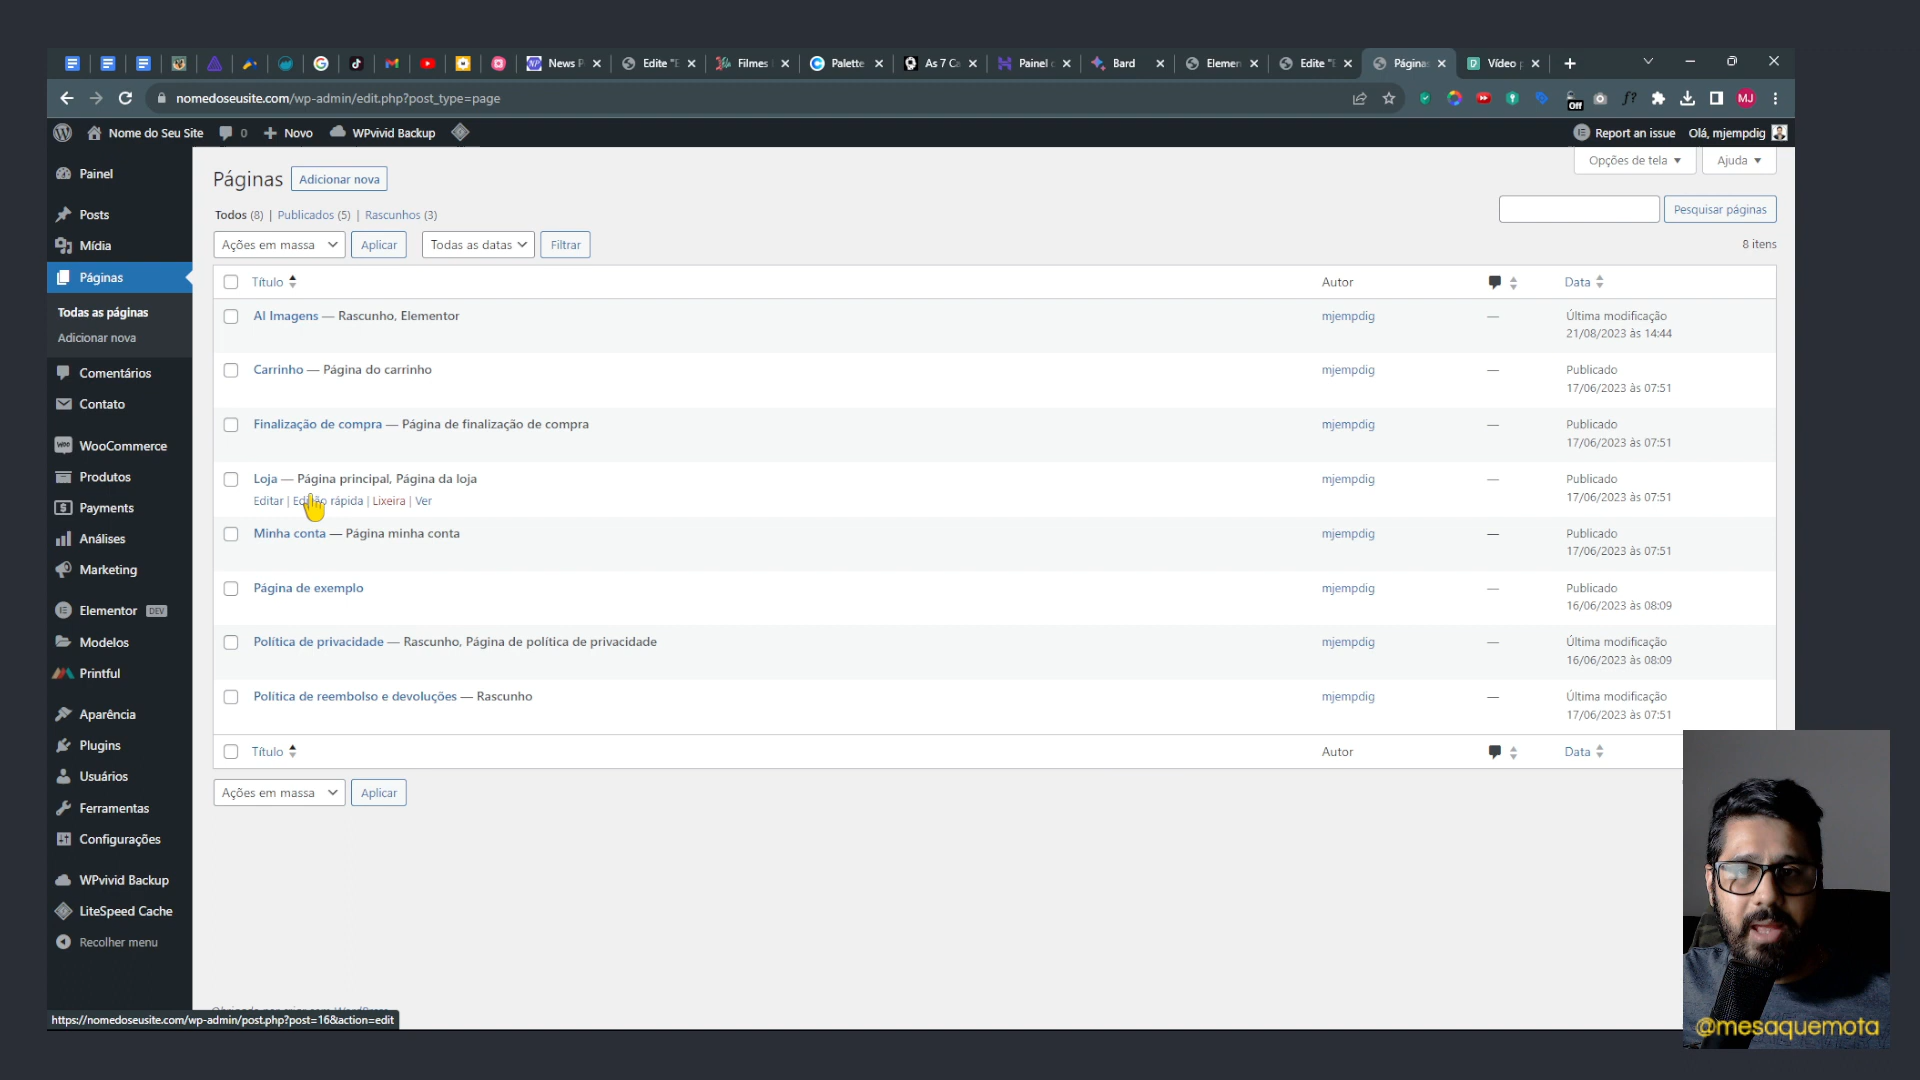 News P
Edite "E
Filmes
Palette
As 7 Ca
Painel
Bard
Elemen
Edite "E
Página
Vídeo
nomedoseusite.com/wp-admin/edit.php?post_type=page
Off
MJ
Nome do Seu Site
0
Novo
WPvivid Backup
Report an issue
Olá, mjempdig
Opções de tela
Ajuda
Painel
Posts
Mídia
Páginas
Todas as páginas
Adicionar nova
Comentários
Contato
WooCommerce
Produtos
Payments
Análises
Marketing
Elementor DEV
Modelos
Printful
Aparência
Plugins
Usuários
Ferramentas
Configurações
WPvivid Backup
LiteSpeed Cache
Recolher menu
Páginas Adicionar nova
Todos (8) | Publicados (5) | Rascunhos (3)
Pesquisar páginas
Ações em massa Aplicar Todas as datas Filtrar
8 itens
Título Autor Data
AI Imagens — Rascunho, Elementor mjempdig — Última modificação
21/08/2023 às 14:44
Carrinho — Página do carrinho mjempdig — Publicado
17/06/2023 às 07:51
Finalização de compra — Página de finalização de compra mjempdig — Publicado
17/06/2023 às 07:51
Loja — Página principal, Página da loja mjempdig — Publicado
Editar | Edição rápida | Lixeira | Ver 17/06/2023 às 07:51
Minha conta — Página minha conta mjempdig — Publicado
17/06/2023 às 07:51
Página de exemplo mjempdig — Publicado
16/06/2023 às 08:09
Política de privacidade — Rascunho, Página de política de privacidade mjempdig — Última modificação
16/06/2023 às 08:09
Política de reembolso e devoluções — Rascunho mjempdig — Última modificação
17/06/2023 às 07:51
Título Autor Data
Ações em massa Aplicar
https://nomedoseusite.com/wp-admin/post.php?post=16&action=edit
@mesaquemota